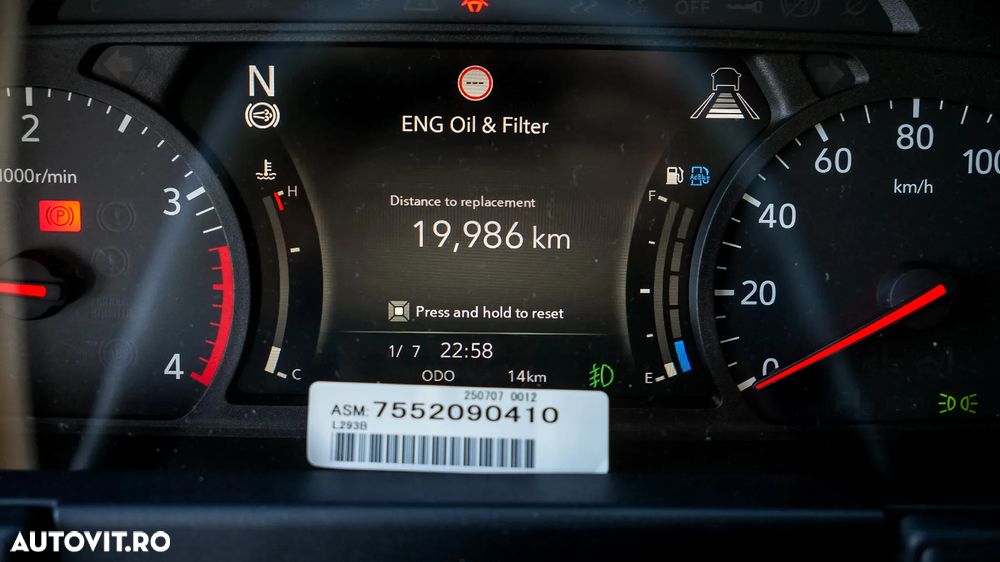 OFF
N
ENG Oil & Filter
2
80
60
100
1000r/min
km/h
H
F
AdBlue
3
Distance to replacement
40
P
19,986 km
20
Press and hold to reset
1/ 7 22:58
4
C
ODO 14km
E
0
250707 0012
ASM: 7552090410
L293B
AUTOVIT.RO